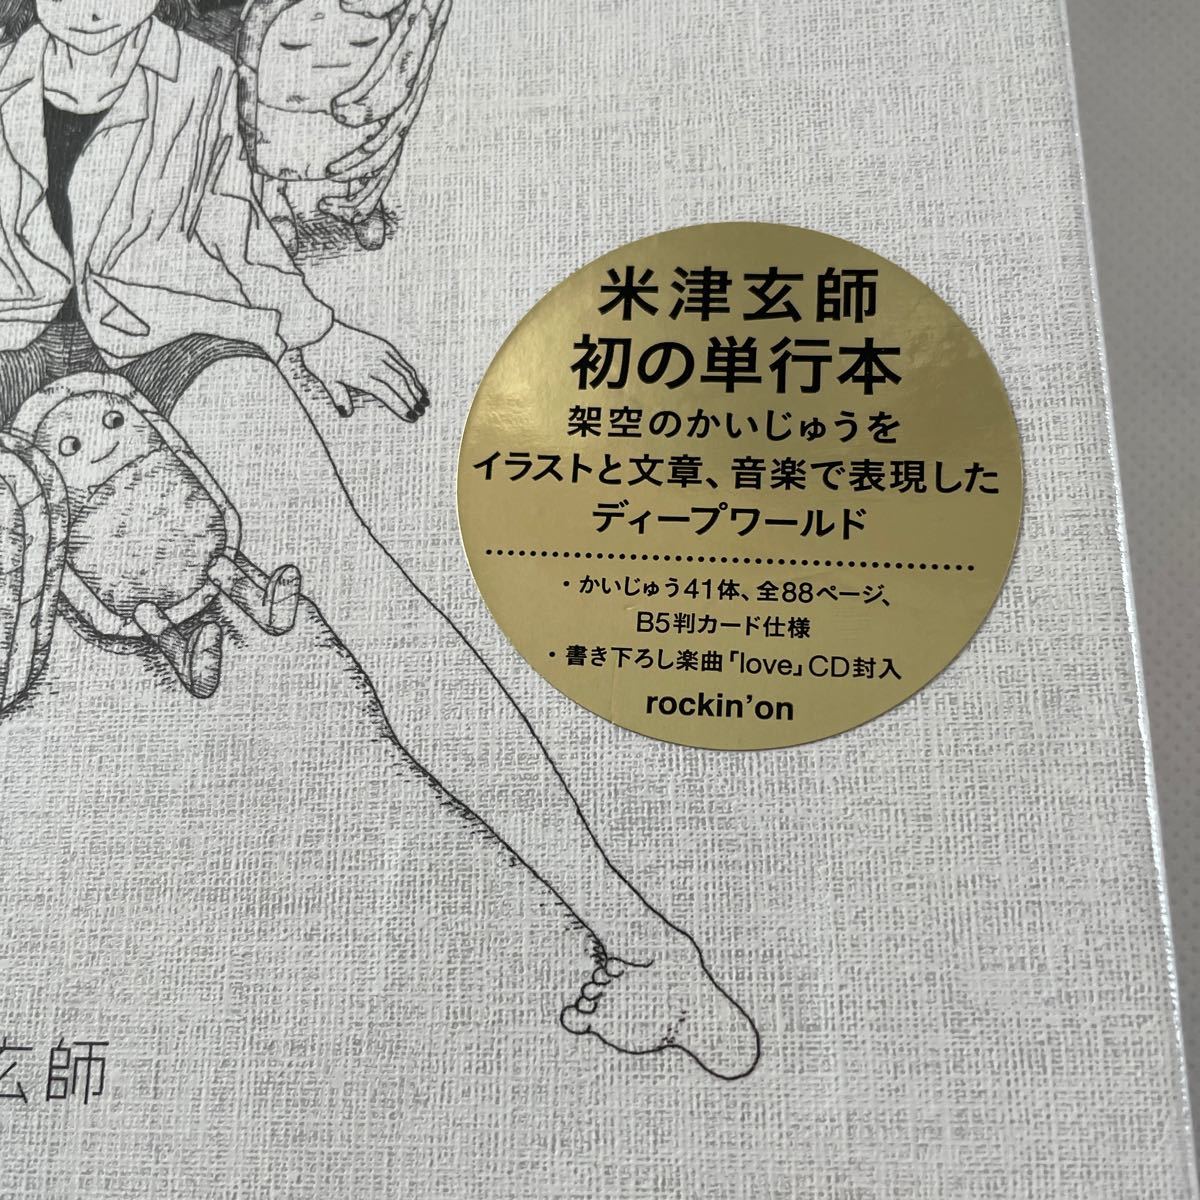 米津玄師
初の単行本
架空のかいじゅうを
イラストと文章、音楽で表現した
ディープワールド
・かいじゅう41体、全88ページ、
B5判カード仕様
・書き下ろし楽曲「love」CD封入
rockin'on
玄師